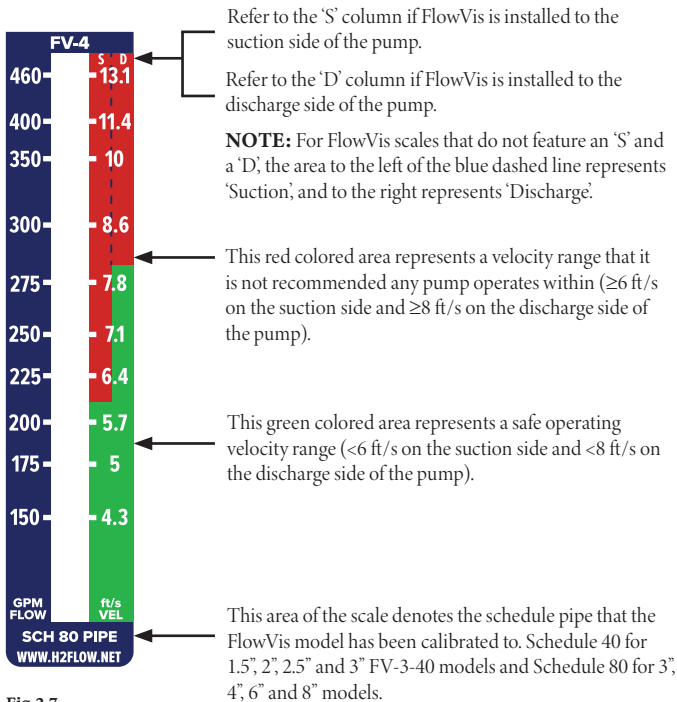 Refer to the ‘S’ column if FlowVis is installed to the
suction side of the pump.
Refer to the ‘D’ column if FlowVis is installed to the
discharge side of the pump.
NOTE: For FlowVis scales that do not feature an ‘S’ and
a ‘D’, the area to the left of the blue dashed line represents
‘Suction’, and to the right represents ‘Discharge’.
This red colored area represents a velocity range that it
is not recommended any pump operates within (≥6 ft/s
on the suction side and ≥8 ft/s on the discharge side of
the pump).
This green colored area represents a safe operating
velocity range (<6 ft/s on the suction side and <8 ft/s on
the discharge side of the pump).
This area of the scale denotes the schedule pipe that the
FlowVis model has been calibrated to. Schedule 40 for
1.5”, 2”, 2.5” and 3” FV-3-40 models and Schedule 80 for 3”,
4”, 6” and 8” models.
FV-4
S D
460 13.1
400 11.4
350 10
300 8.6
275 7.8
250 7.1
225 6.4
200 5.7
175 5
150 4.3
GPM ft/s
FLOW VEL
SCH 80 PIPE
WWW.H2FLOW.NET